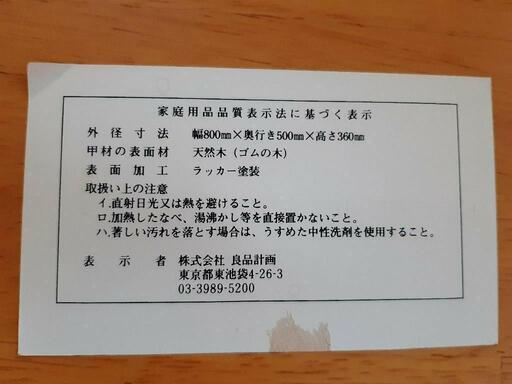 家庭用品品質表示法に基づく表示
外径寸法 幅800㎜×奥行き500㎜×高さ360㎜
甲材の表面材 天然木（ゴムの木）
表面加工 ラッカー塗装
取扱い上の注意
イ.直射日光又は熱を避けること。
ロ.加熱したなべ、湯沸かし等を直接置かないこと。
ハ.著しい汚れを落とす場合は、うすめた中性洗剤を使用すること。
表示者 株式会社 良品計画
東京都東池袋4-26-3
03-3989-5200